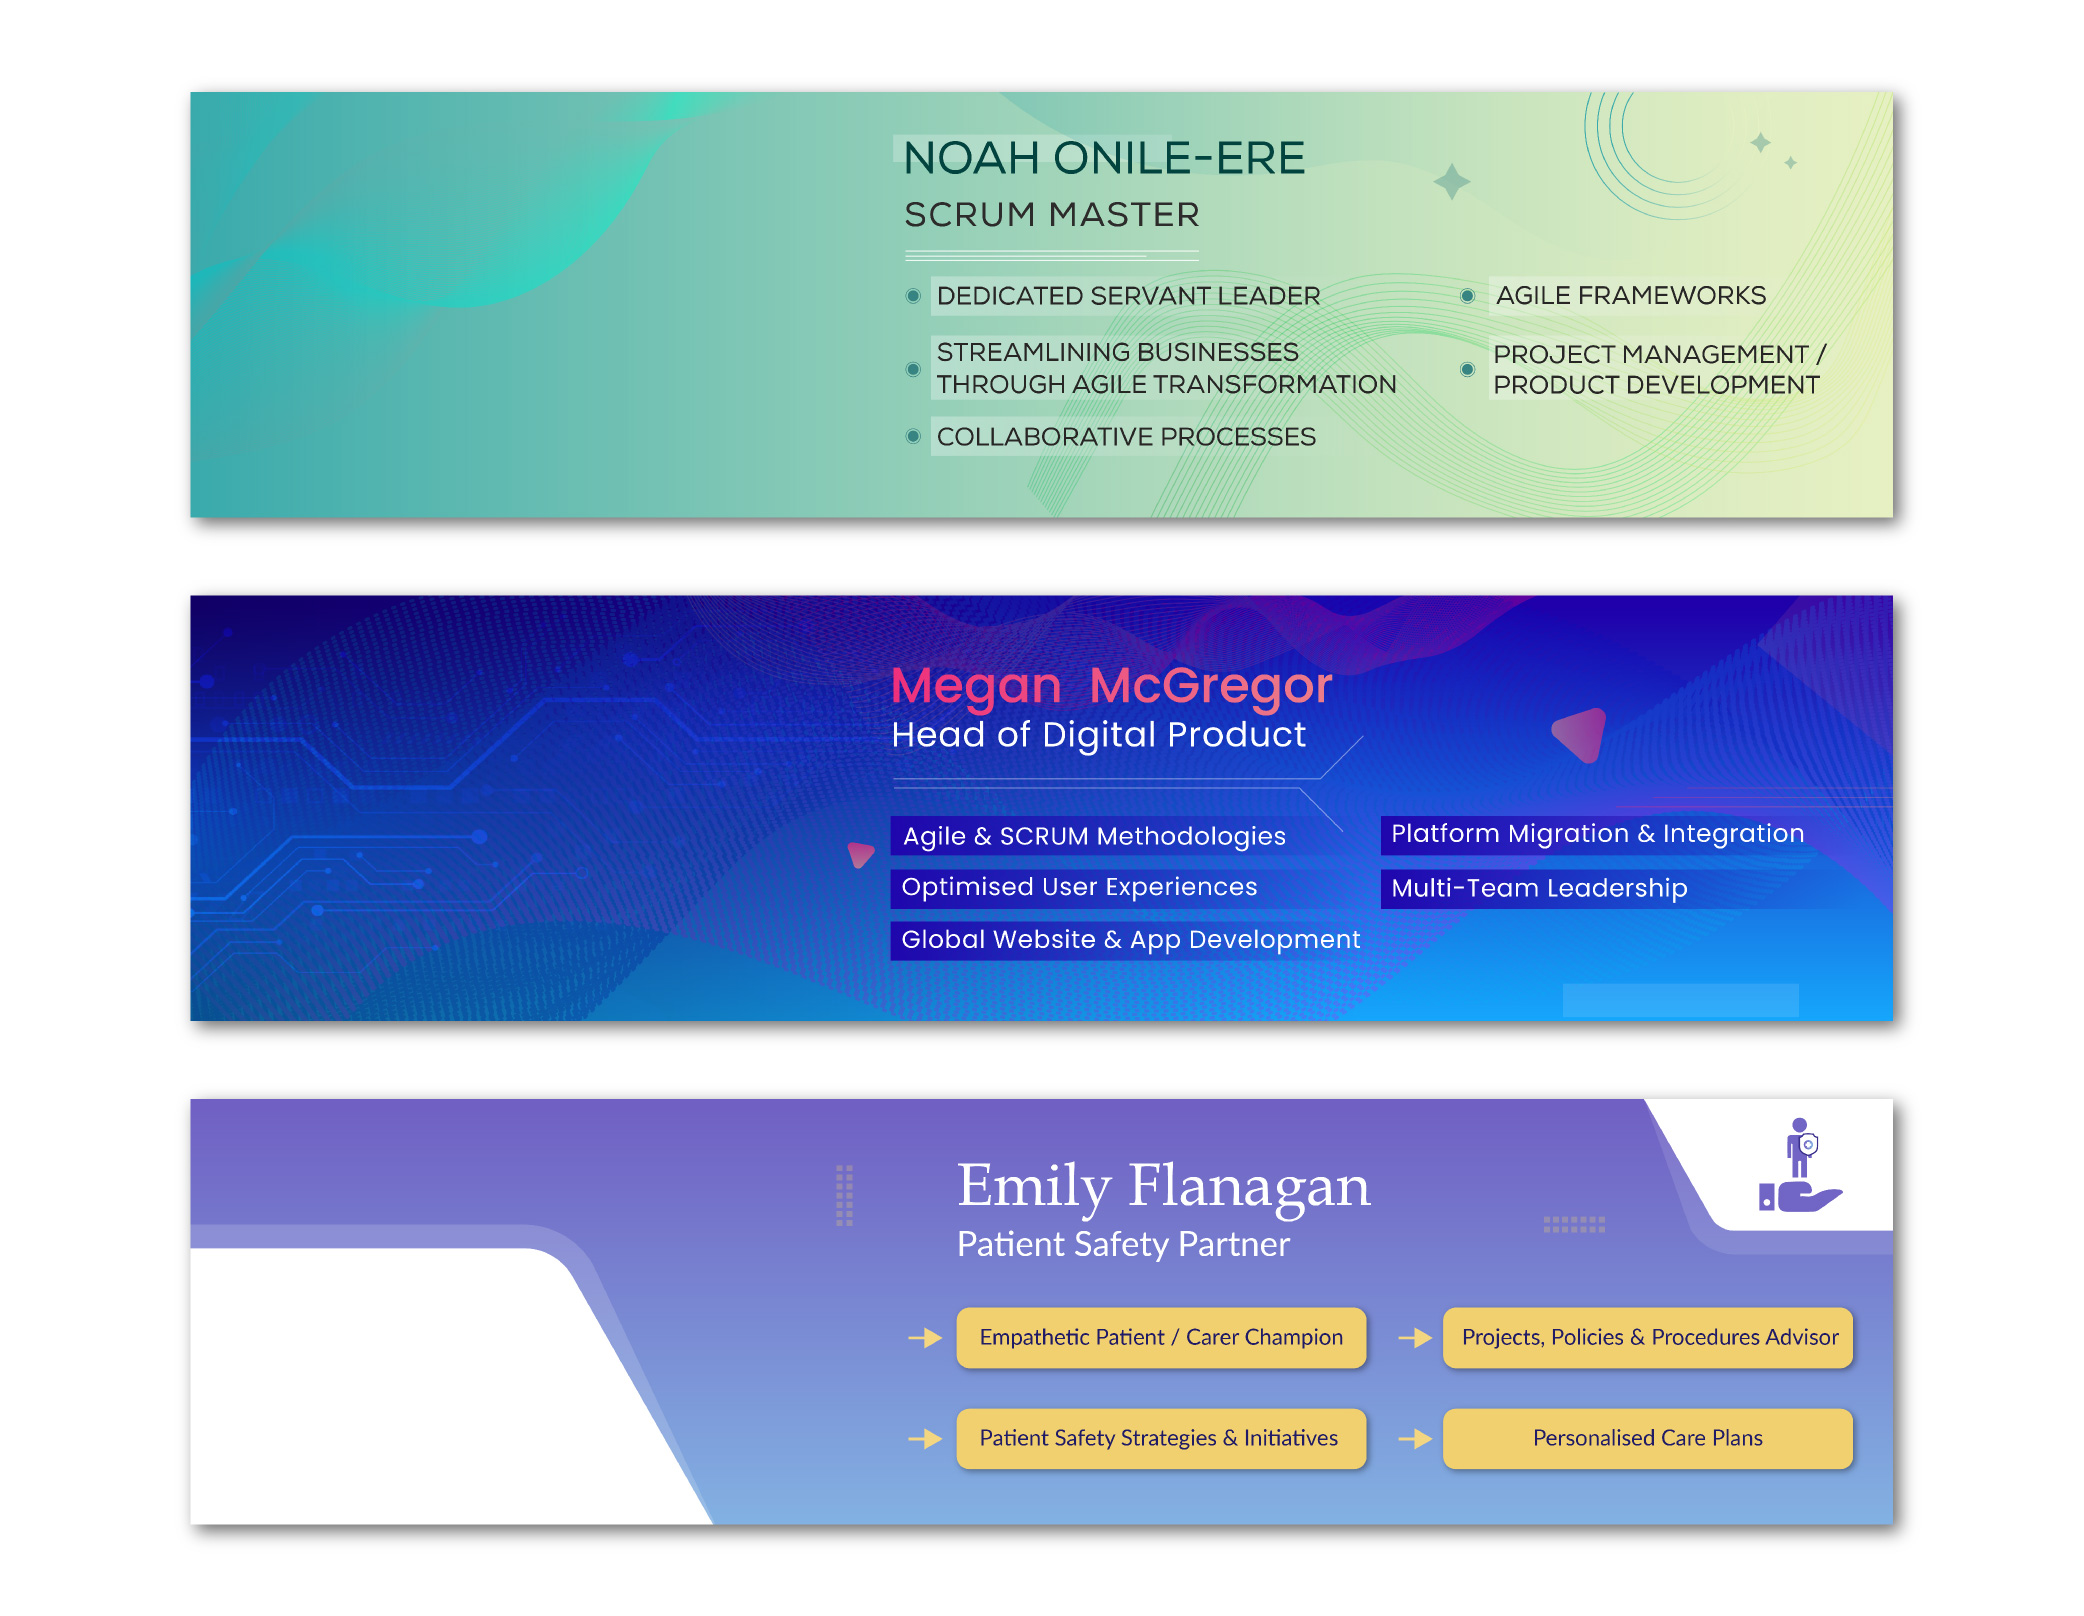 NOAH ONILE-ERE
SCRUM MASTER
DEDICATED SERVANT LEADER
STREAMLINING BUSINESSES
THROUGH AGILE TRANSFORMATION
COLLABORATIVE PROCESSES
AGILE FRAMEWORKS
PROJECT MANAGEMENT /
PRODUCT DEVELOPMENT
Megan McGregor
Head of Digital Product
Agile & SCRUM Methodologies
Optimised User Experiences
Global Website & App Development
Platform Migration & Integration
Multi-Team Leadership
Emily Flanagan
Patient Safety Partner
Empathetic Patient / Carer Champion
Projects, Policies & Procedures Advisor
Patient Safety Strategies & Initiatives
Personalised Care Plans